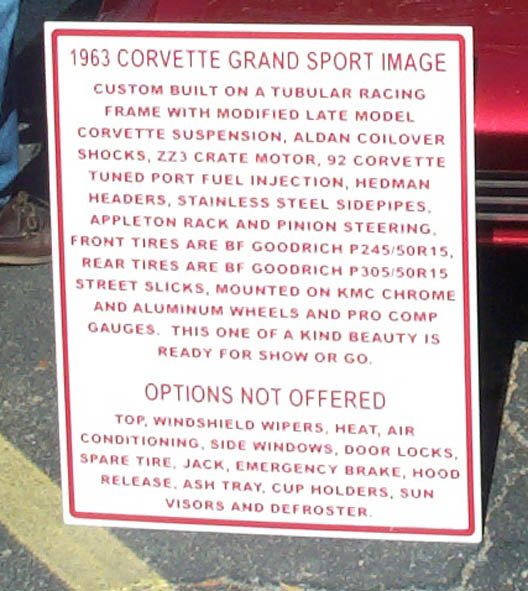 1963 CORVETTE GRAND SPORT IMAGE
CUSTOM BUILT ON A TUBULAR RACING
FRAME WITH MODIFIED LATE MODEL
CORVETTE SUSPENSION, ALDAN COILOVER
SHOCKS, ZZ3 CRATE MOTOR, 92 CORVETTE
TUNED PORT FUEL INJECTION, HEDMAN
HEADERS, STAINLESS STEEL SIDEPIPES,
APPLETON RACK AND PINION STEERING,
FRONT TIRES ARE BF GOODRICH P245/50R15,
REAR TIRES ARE BF GOODRICH P305/50R15
STREET SLICKS, MOUNTED ON KMC CHROME
AND ALUMINUM WHEELS AND PRO COMP
GAUGES. THIS ONE OF A KIND BEAUTY IS
READY FOR SHOW OR GO.
OPTIONS NOT OFFERED
TOP, WINDSHIELD WIPERS, HEAT, AIR
CONDITIONING, SIDE WINDOWS, DOOR LOCKS,
SPARE TIRE, JACK, EMERGENCY BRAKE, HOOD
RELEASE, ASH TRAY, CUP HOLDERS, SUN
VISORS AND DEFROSTER.